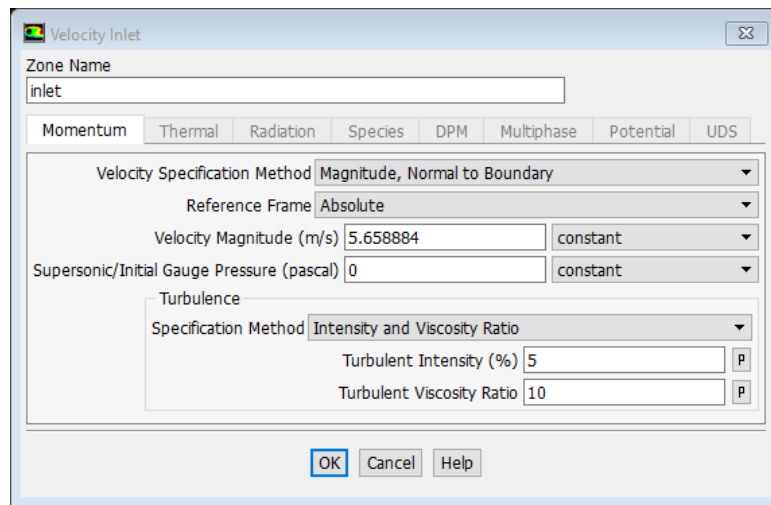 Velocity Inlet
Zone Name
inlet
Momentum Thermal Radiation Species DPM Multiphase Potential UDS
Velocity Specification Method Magnitude, Normal to Boundary
Reference Frame Absolute
Velocity Magnitude (m/s) 5.658884 constant
Supersonic/Initial Gauge Pressure (pascal) 0 constant
Turbulence
Specification Method Intensity and Viscosity Ratio
Turbulent Intensity (%) 5 P
Turbulent Viscosity Ratio 10 P
OK Cancel Help